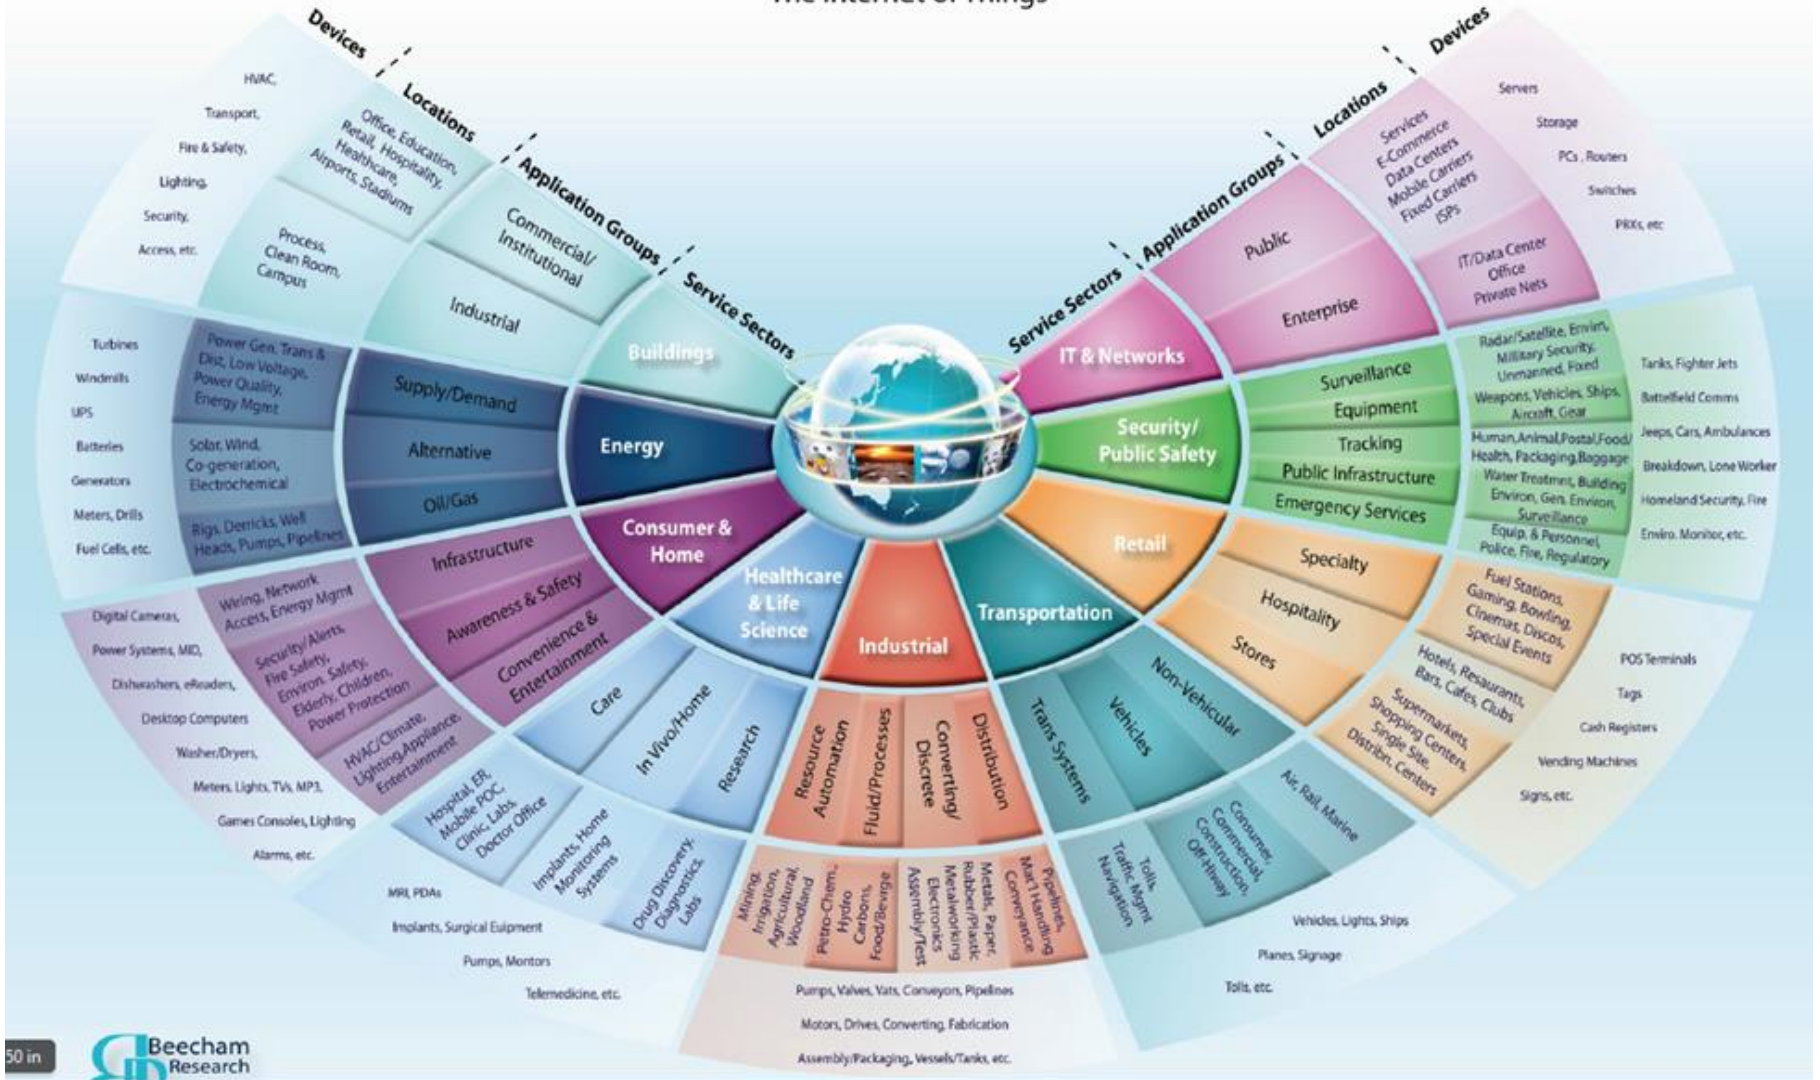 The Internet of Things
Devices
Locations
Application Groups
Service Sectors
Service Sectors
Application Groups
Locations
Devices
HVAC,
Transport,
Fire & Safety,
Lighting,
Security,
Access, etc.
Office, Education,
Retail, Hospitality,
Healthcare,
Airports, Stadiums
Process,
Clean Room,
Campus
Commercial/
Institutional
Industrial
Buildings
Turbines
Windmills
UPS
Batteries
Generators
Meters, Drills
Fuel Cells, etc.
Power Gen, Trans &
Dist, Low Voltage,
Power Quality,
Energy Mgmt
Solar, Wind,
Co-generation,
Electrochemical
Rigs, Derricks, Well
Heads, Pumps, Pipelines
Supply/Demand
Alternative
Oil/Gas
Energy
Digital Cameras,
Power Systems, MID,
Dishwashers, eReaders,
Desktop Computers
Washer/Dryers,
Meters, Lights, TVs, MP3,
Games Consoles, Lighting
Alarms, etc.
Wiring, Network
Access, Energy Mgmt
Security/Alerts,
Fire Safety,
Environ. Safety,
Elderly, Children,
Power Protection
HVAC/Climate,
Lighting,Appliance,
Entertainment
Infrastructure
Awareness & Safety
Convenience &
Entertainment
Consumer &
Home
MRI, PDAs
Implants, Surgical Euipment
Pumps, Montors
Telemedicine, etc.
Hospital, ER,
Mobile POC,
Clinic, Labs,
Doctor Office
Implants, Home
Monitoring
Systems
Drug Discovery,
Diagnostics,
Labs
Care
In Vivo/Home
Research
Healthcare
& Life
Science
Industrial
Resource
Automation
Fluid/Processes
Converting/
Discrete
Distribution
Mining,
Irrigation,
Agricultural,
Woodland
Petro-Chem.,
Hydro
Carbons,
Food/Bevrge
Metals, Paper,
Rubber/Plastic
Metalworking
Electronics
Assembly/Test
Pipelines,
Mat'l Handling
Conveyance
Pumps, Valves, Vats, Conveyors, Pipelines
Motors, Drives, Converting, Fabrication
Assembly/Packaging, Vessels/Tanks, etc.
Transportation
Trans Systems
Vehicles
Non-Vehicular
Tolls,
Traffic Mgmt
Navigation
Consumer,
Commercial,
Construction,
Off-Hiway
Air, Rail, Marine
Vehicles, Lights, Ships
Planes, Signage
Tolls, etc.
Retail
Specialty
Hospitality
Stores
Fuel Stations,
Gaming, Bowling,
Cinemas, Discos,
Special Events
Hotels, Resaurants,
Bars, Cafes, Clubs
Supermarkets,
Shopping Centers,
Single Site,
Distribn. Centers
POS Terminals
Tags
Cash Registers
Vending Machines
Signs, etc.
Security/
Public Safety
Surveillance
Equipment
Tracking
Public Infrastructure
Emergency Services
Radar/Satellite, Envirn,
Military Security,
Unmanned, Fixed
Weapons, Vehicles, Ships,
Aircraft, Gear
Human,Animal,Postal,Food/
Health, Packaging,Baggage
Water Treatmnt, Building
Environ, Gen. Environ,
Surveillance
Equip. & Personnel,
Police, Fire, Regulatory
Tanks, Fighter Jets
Battelfield Comms
Jeeps, Cars, Ambulances
Breakdown, Lone Worker
Homeland Security, Fire
Enviro. Monitor, etc.
IT & Networks
Public
Enterprise
Services
E-Commerce
Data Centers
Mobile Carriers
Fixed Carriers
ISPs
IT/Data Center
Office
Private Nets
Servers
Storage
PCs , Routers
Switches
PBXs, etc
50 in
Beecham
Research